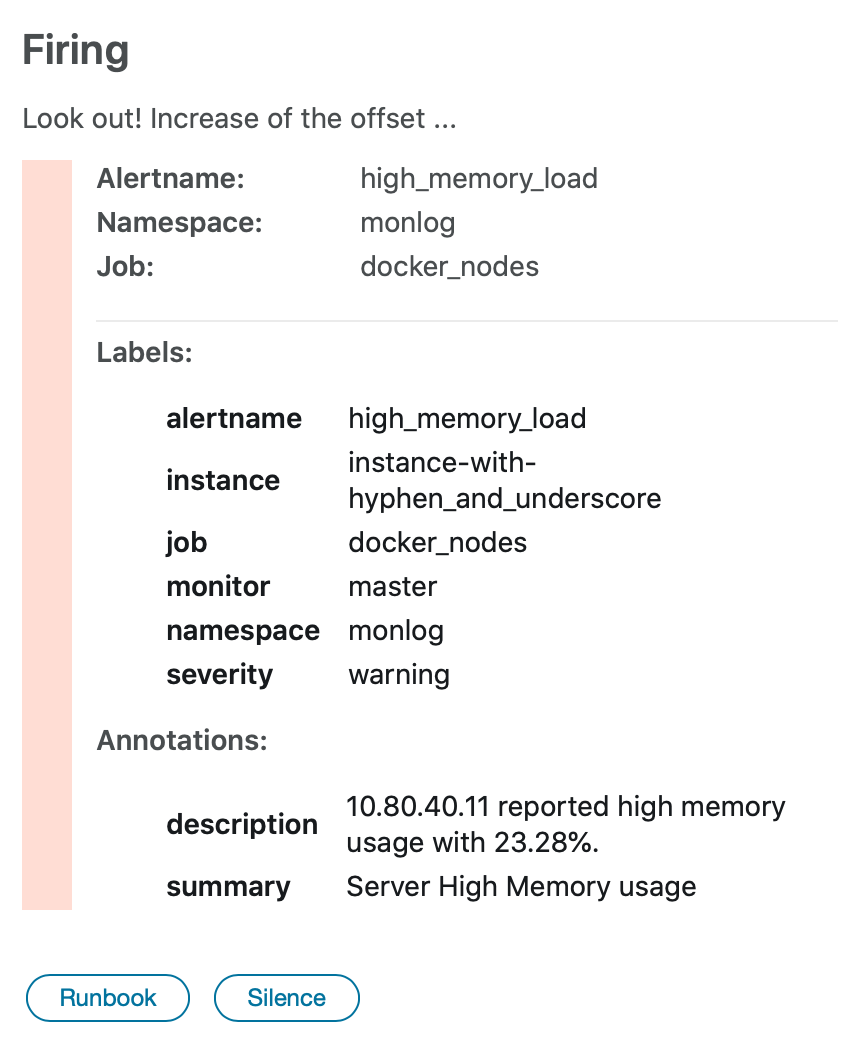 Firing
Look out! Increase of the offset ...
Alertname: high_memory_load
Namespace: monlog
Job: docker_nodes
Labels:
alertname high_memory_load
instance instance-with-
hyphen_and_underscore
job docker_nodes
monitor master
namespace monlog
severity warning
Annotations:
description 10.80.40.11 reported high memory
usage with 23.28%.
summary Server High Memory usage
Runbook Silence